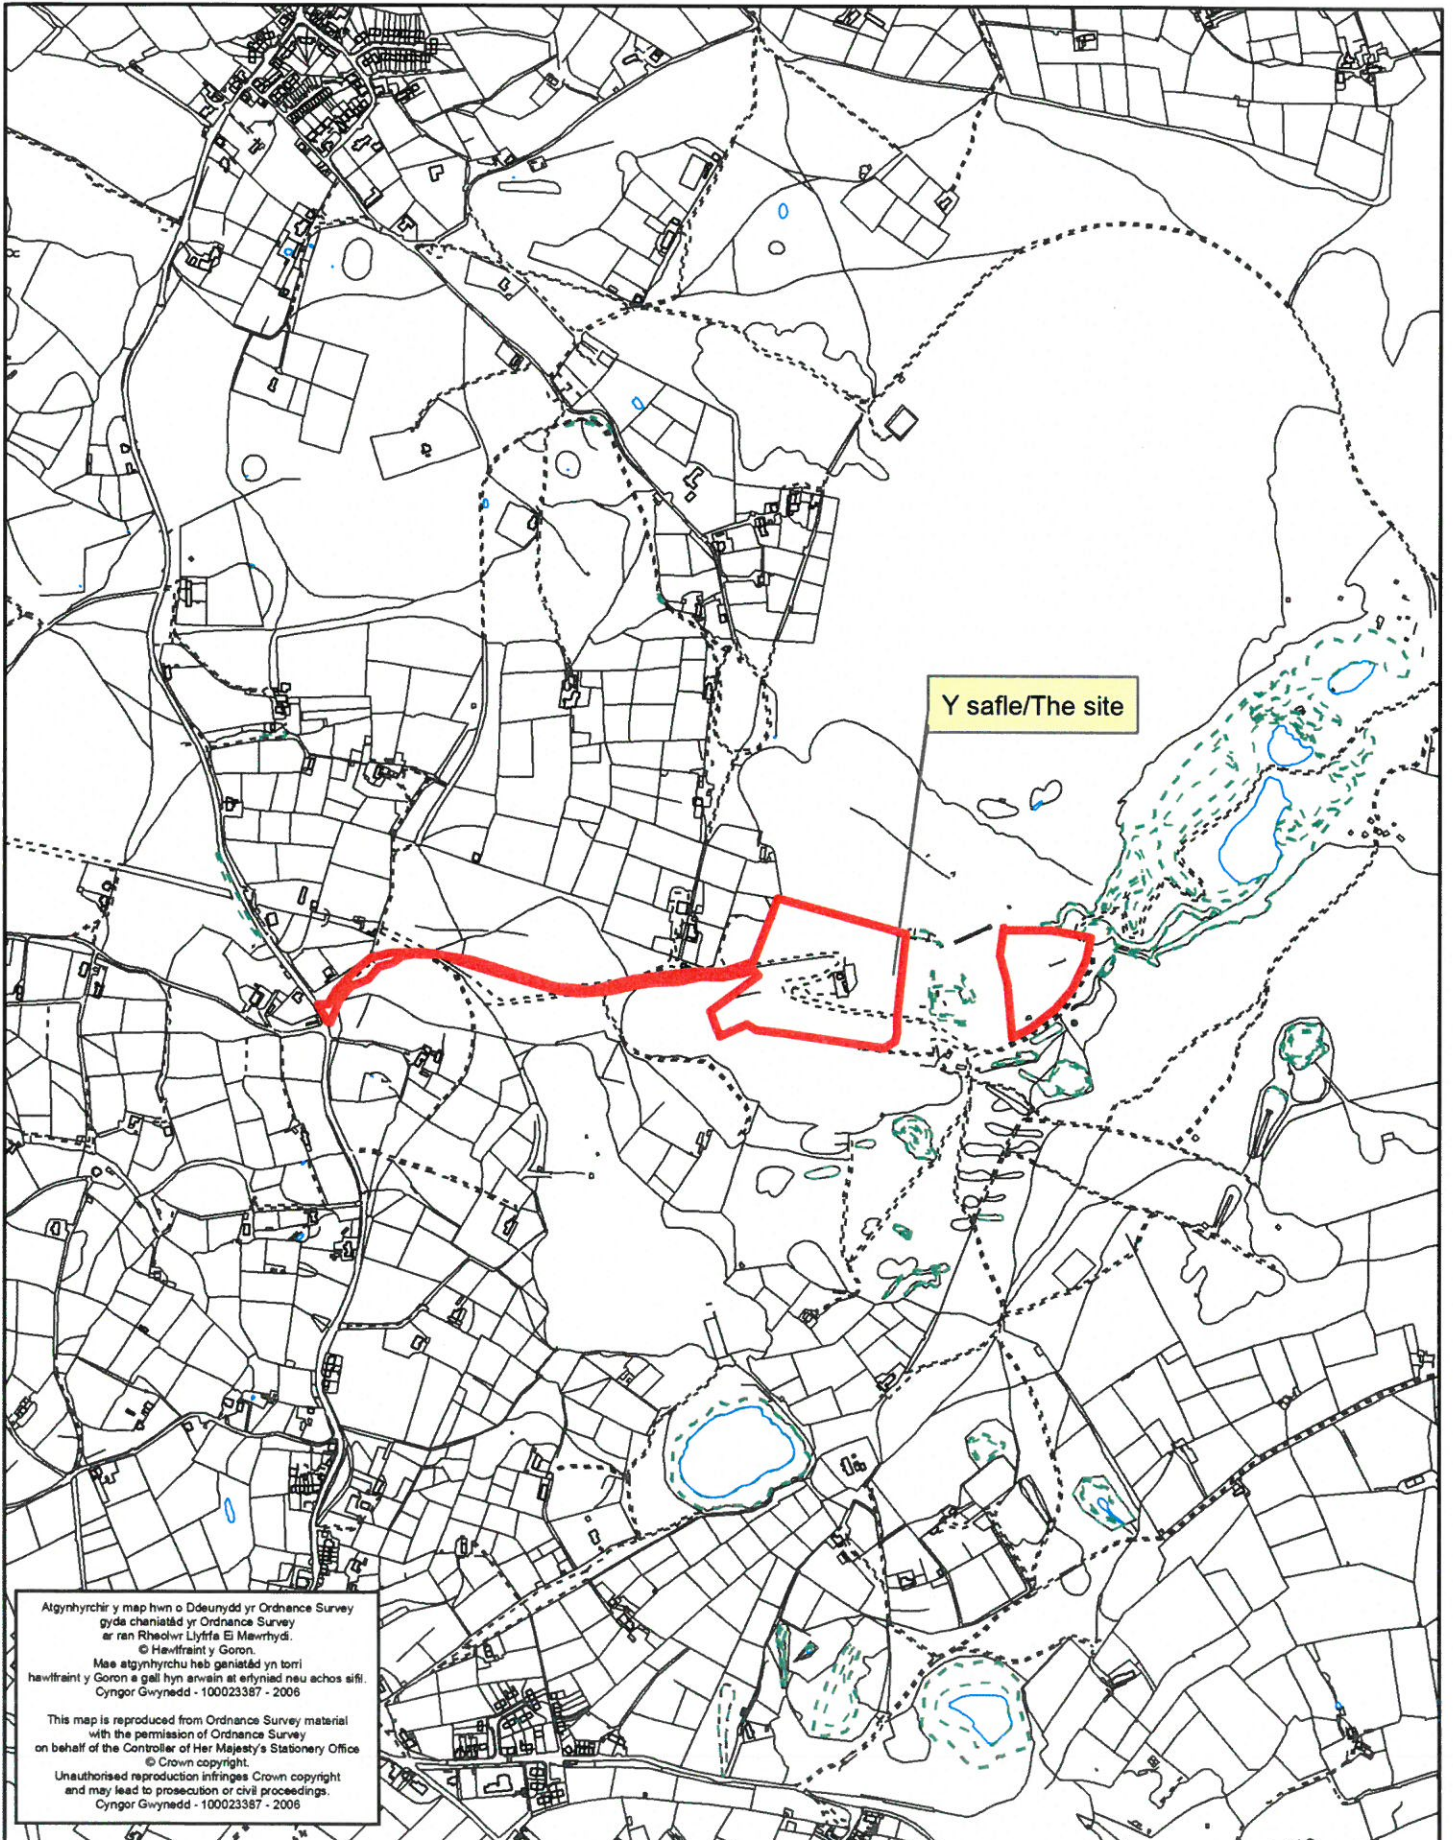 Y safle/The site
Atgynhyrchir y map hwn o Ddeunydd yr Ordnance Survey
gyda chaniatâd yr Ordnance Survey
ar ran Rheolwr Llyfrfa Ei Mawrhydi.
© Hawlfraint y Goron.
Mae atgynhyrchu heb ganiatâd yn torri
hawlfraint y Goron a gall hyn arwain at erlyniad neu achos sifil.
Cyngor Gwynedd - 100023387 - 2006
This map is reproduced from Ordnance Survey material
with the permission of Ordnance Survey
on behalf of the Controller of Her Majesty's Stationery Office
© Crown copyright.
Unauthorised reproduction infringes Crown copyright
and may lead to prosecution or civil proceedings.
Cyngor Gwynedd - 100023387 - 2006